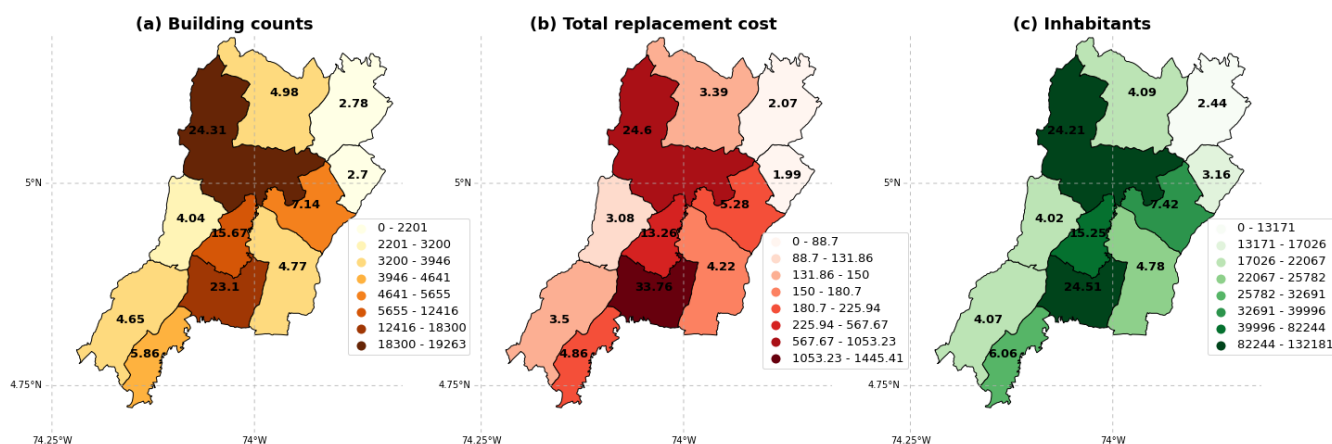 (a) Building counts
4.98
2.78
24.31
2.7
5°N
7.14
4.04
15.67
4.77
23.1
4.65
5.86
4.75°N
74.25°W
74°W
0 - 2201
2201 - 3200
3200 - 3946
3946 - 4641
4641 - 5655
5655 - 12416
12416 - 18300
18300 - 19263
(b) Total replacement cost
3.39
2.07
24.6
1.99
5°N
5.28
3.08
13.26
4.22
33.76
3.5
4.86
4.75°N
74.25°W
74°W
0 - 88.7
88.7 - 131.86
131.86 - 150
150 - 180.7
180.7 - 225.94
225.94 - 567.67
567.67 - 1053.23
1053.23 - 1445.41
(c) Inhabitants
4.09
2.44
24.21
3.16
5°N
7.42
4.02
15.25
4.78
24.51
4.07
6.06
4.75°N
74.25°W
74°W
0 - 13171
13171 - 17026
17026 - 22067
22067 - 25782
25782 - 32691
32691 - 39996
39996 - 82244
82244 - 132181